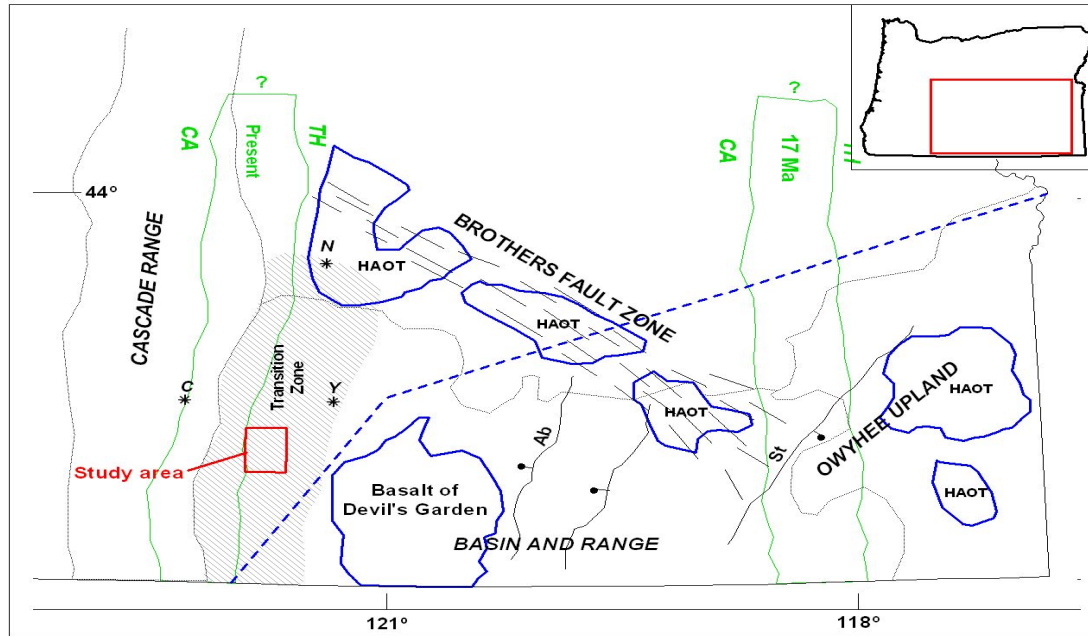 ?
?
CA
Present
TH
CA
17 Ma
44°
CASCADE RANGE
N
HAOT
BROTHERS FAULT ZONE
HAOT
Transition
Zone
C
Y
HAOT
HAOT
OWYHEE UPLAND
Ab
St
Study area
Basalt of
Devil's Garden
HAOT
BASIN AND RANGE
121°
118°